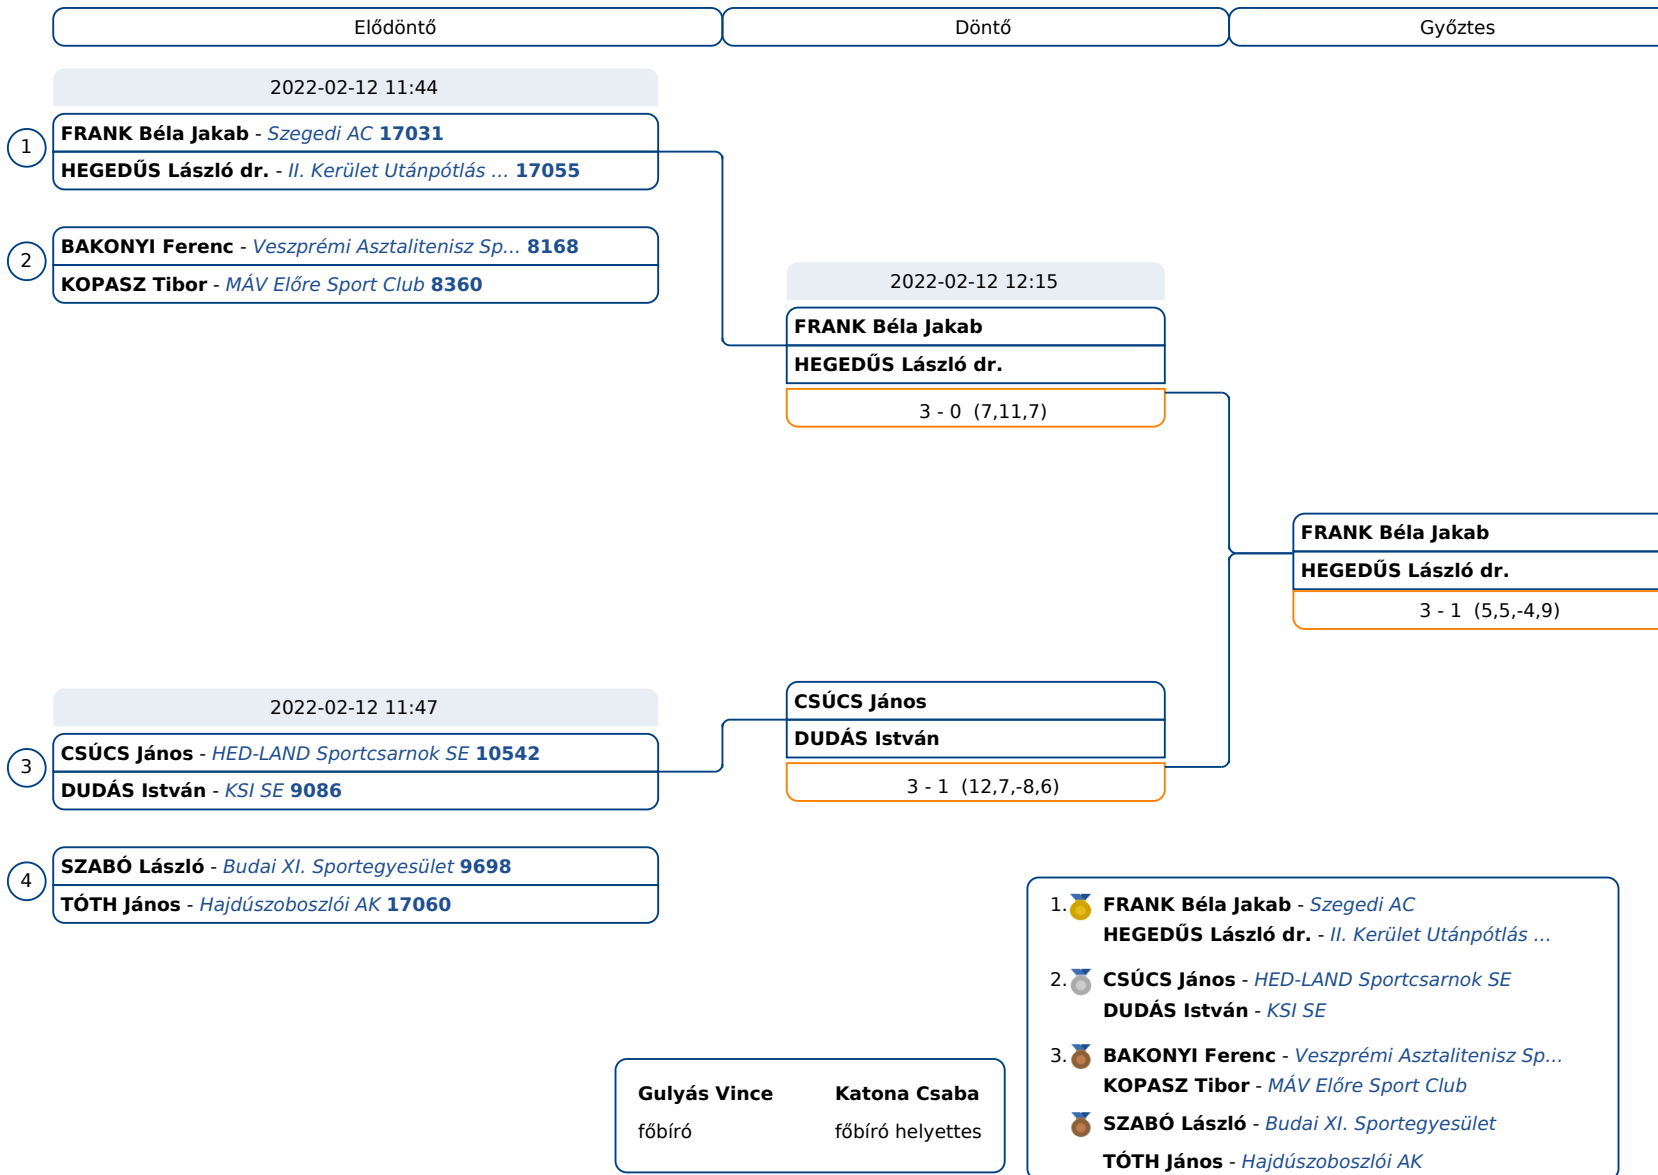 Elődöntő
Döntő
Győztes
2022-02-12 11:44
1
FRANK Béla Jakab - Szegedi AC 17031
HEGEDŰS László dr. - II. Kerület Utánpótlás ... 17055
2
BAKONYI Ferenc - Veszprémi Asztalitenisz Sp... 8168
KOPASZ Tibor - MÁV Előre Sport Club 8360
2022-02-12 12:15
FRANK Béla Jakab
HEGEDŰS László dr.
3 - 0 (7,11,7)
FRANK Béla Jakab
HEGEDŰS László dr.
3 - 1 (5,5,-4,9)
2022-02-12 11:47
3
CSÚCS János - HED-LAND Sportcsarnok SE 10542
DUDÁS István - KSI SE 9086
CSÚCS János
DUDÁS István
3 - 1 (12,7,-8,6)
4
SZABÓ László - Budai XI. Sportegyesület 9698
TÓTH János - Hajdúszoboszlói AK 17060
1. FRANK Béla Jakab - Szegedi AC
HEGEDŰS László dr. - II. Kerület Utánpótlás ...
2. CSÚCS János - HED-LAND Sportcsarnok SE
DUDÁS István - KSI SE
3. BAKONYI Ferenc - Veszprémi Asztalitenisz Sp...
KOPASZ Tibor - MÁV Előre Sport Club
SZABÓ László - Budai XI. Sportegyesület
TÓTH János - Hajdúszoboszlói AK
Gulyás Vince
főbíró
Katona Csaba
főbíró helyettes